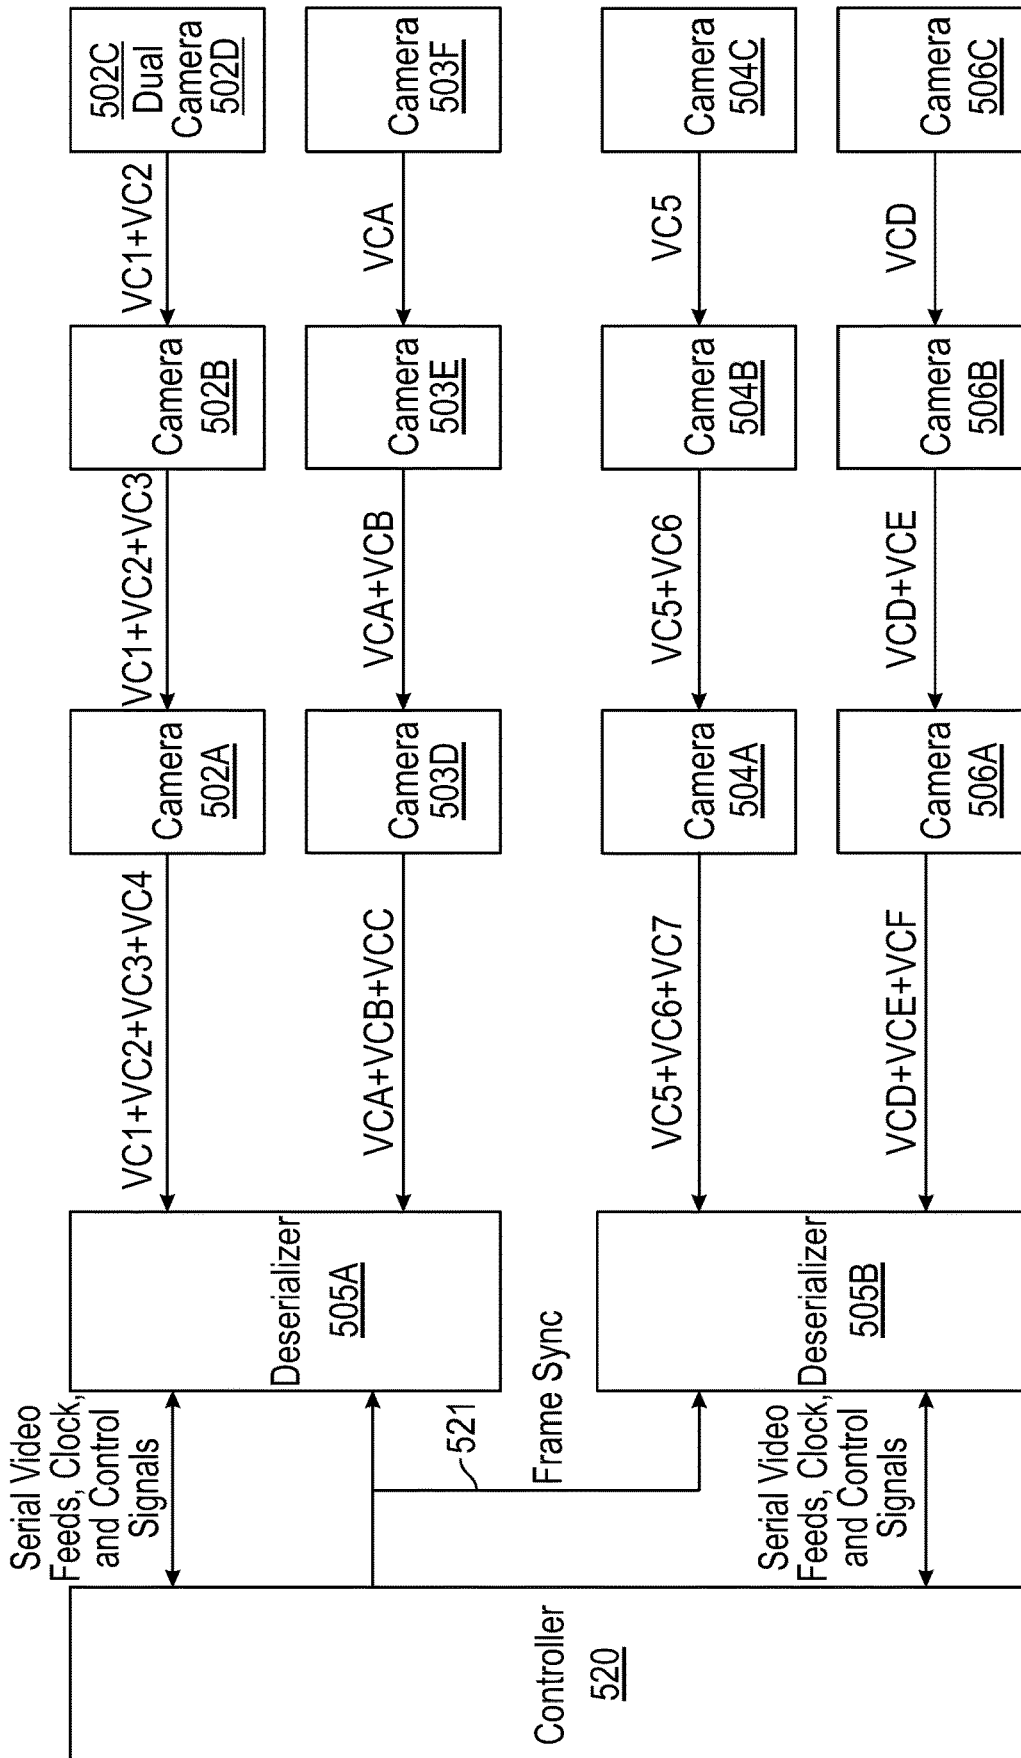 502C
Dual
Camera
502D
VC1+VC2
Camera
502B
VC1+VC2+VC3
Camera
502A
VC1+VC2+VC3+VC4
Camera
503F
VCA
Camera
503E
VCA+VCB
Camera
503D
VCA+VCB+VCC
Deserializer
505A
Serial Video
Feeds, Clock,
and Control
Signals
521
Frame Sync
Camera
504C
VC5
Camera
504B
VC5+VC6
Camera
504A
VC5+VC6+VC7
Camera
506C
VCD
Camera
506B
VCD+VCE
Camera
506A
VCD+VCE+VCF
Deserializer
505B
Serial Video
Feeds, Clock,
and Control
Signals
Controller
520